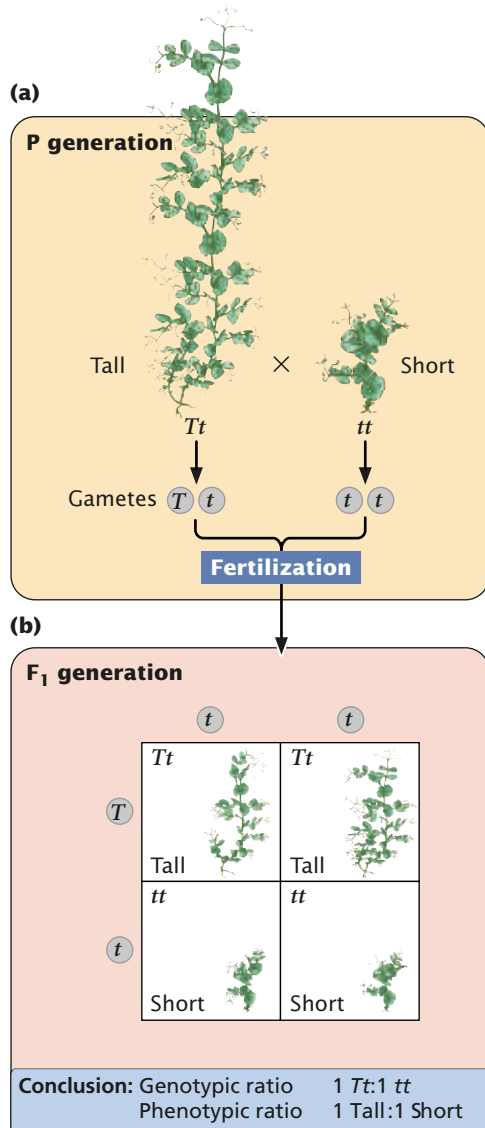 (a)
P generation
Tall × Short
Tt tt
Gametes T t t t
Fertilization
(b)
F₁ generation
t t
Tt Tt
T
Tall Tall
tt tt
t
Short Short
Conclusion: Genotypic ratio 1 Tt:1 tt
Phenotypic ratio 1 Tall:1 Short